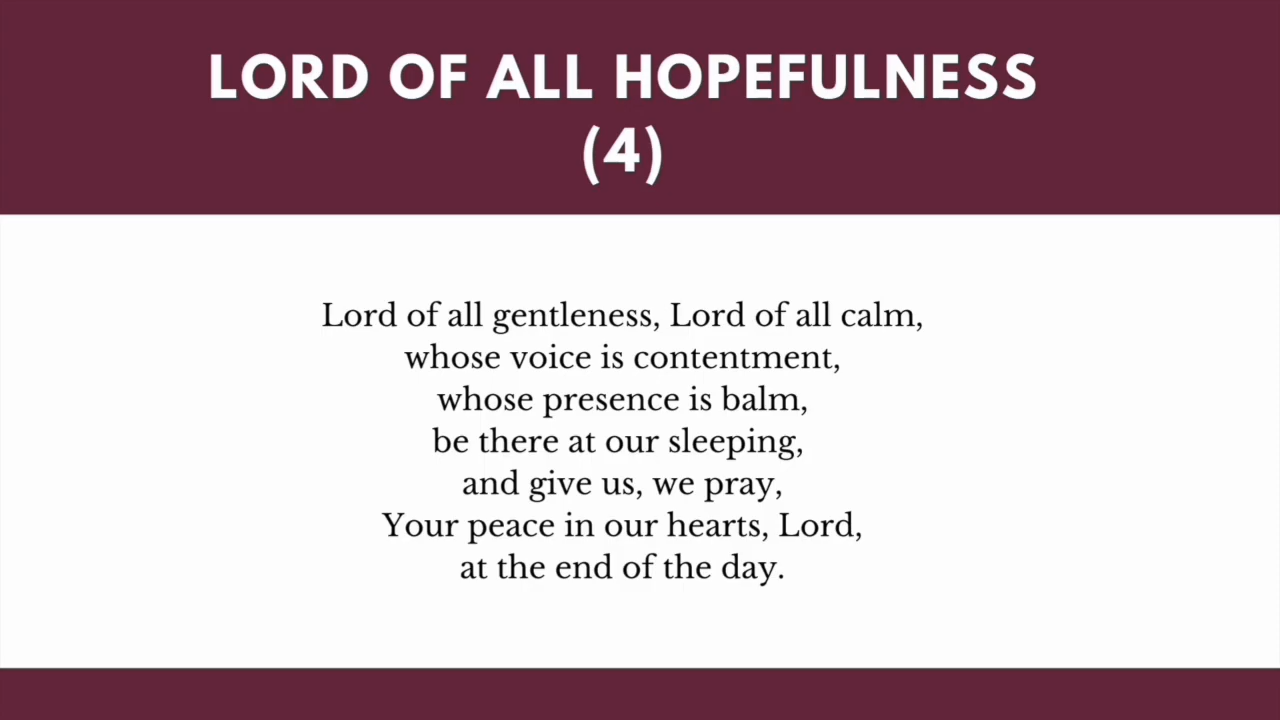 LORD OF ALL HOPEFULNESS
(4)
Lord of all gentleness, Lord of all calm,
whose voice is contentment,
whose presence is balm,
be there at our sleeping,
and give us, we pray,
Your peace in our hearts, Lord,
at the end of the day.